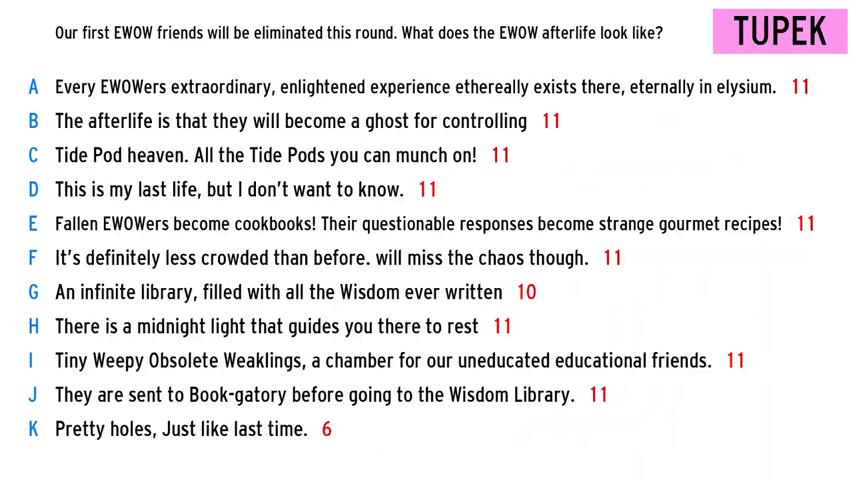 Our first EWOW friends will be eliminated this round. What does the EWOW afterlife look like?
TUPEK
A Every EWOWers extraordinary, enlightened experience ethereally exists there, eternally in elysium. 11
B The afterlife is that they will become a ghost for controlling 11
C Tide Pod heaven. All the Tide Pods you can munch on! 11
D This is my last life, but I don't want to know. 11
E Fallen EWOWers become cookbooks! Their questionable responses become strange gourmet recipes! 11
F It's definitely less crowded than before. will miss the chaos though. 11
G An infinite library, filled with all the Wisdom ever written 10
H There is a midnight light that guides you there to rest 11
I Tiny Weepy Obsolete Weaklings, a chamber for our uneducated educational friends. 11
J They are sent to Book-gatory before going to the Wisdom Library. 11
K Pretty holes, Just like last time. 6